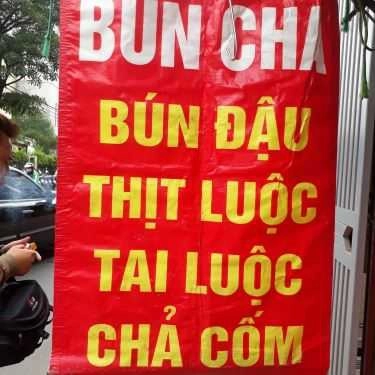 BÚN CHẢ
BÚN ĐẬU
THỊT LUỘC
TAI LUỘC
CHẢ CỐM